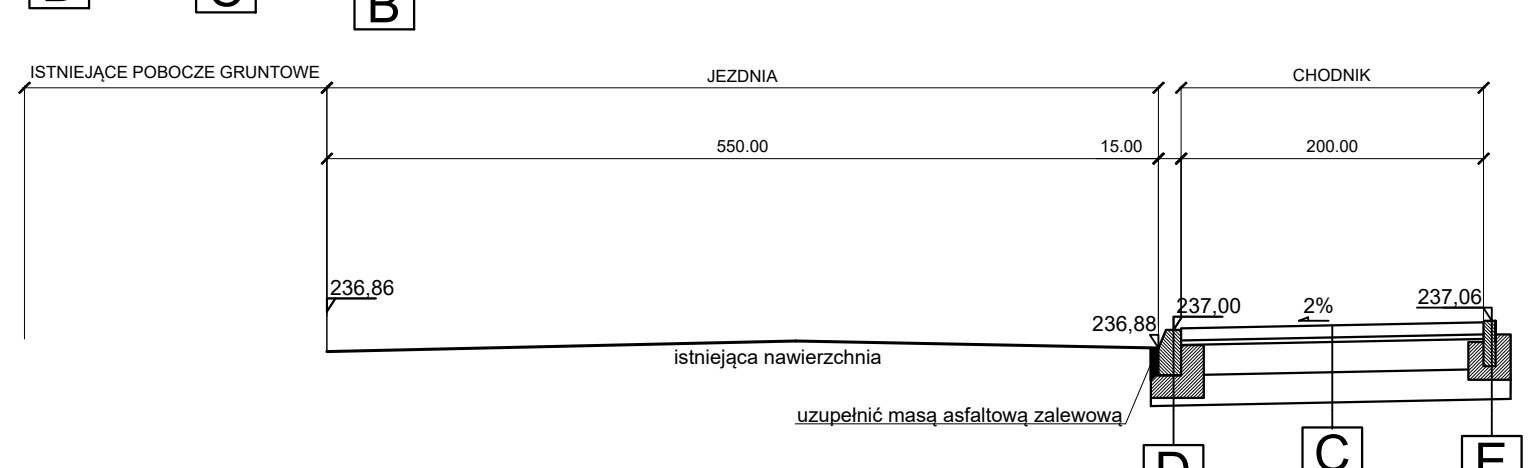 B
ISTNIEJĄCE POBOCZE GRUNTOWE JEZDNIA CHODNIK
550.00 15.00 200.00
236,86
236,88 237,00 2% 237,06
istniejąca nawierzchnia
uzupełnić masą asfaltową zalewową
D C